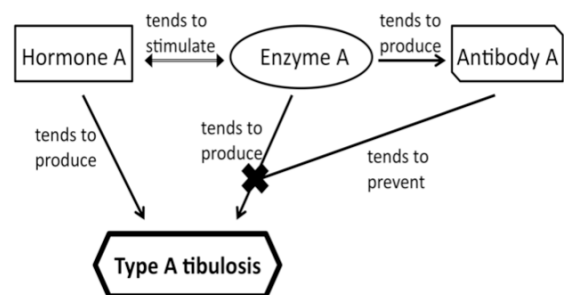 tends to
stimulate
tends to
produce
Hormone A
Enzyme A
Antibody A
tends to
produce
tends to
produce
tends to
prevent
Type A tibulosis